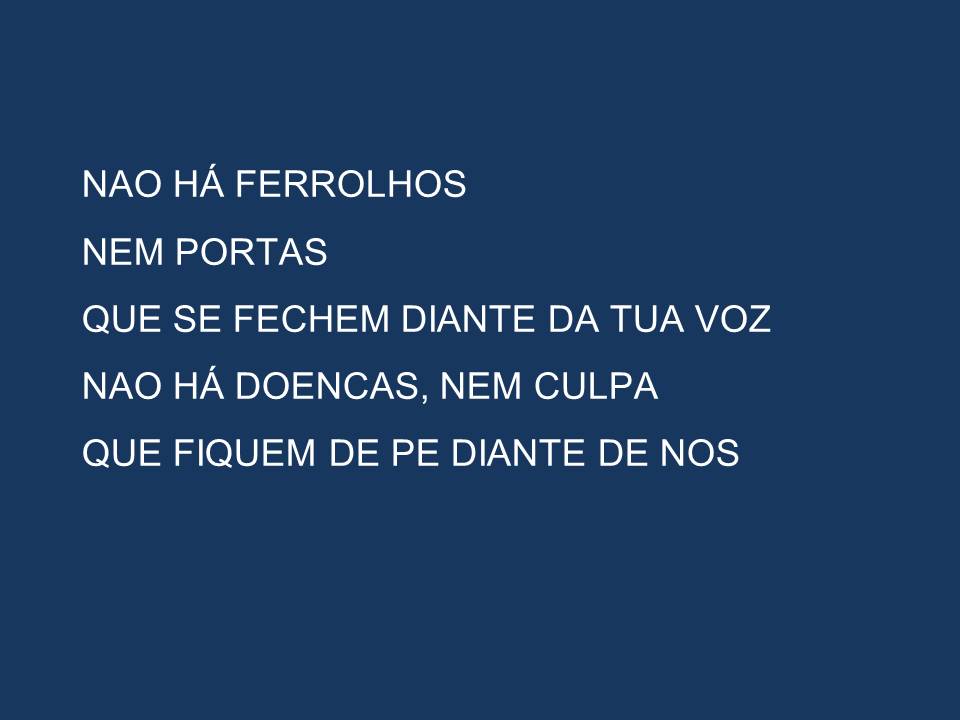 NAO HÁ FERROLHOS
NEM PORTAS
QUE SE FECHEM DIANTE DA TUA VOZ
NAO HÁ DOENCAS, NEM CULPA
QUE FIQUEM DE PE DIANTE DE NOS